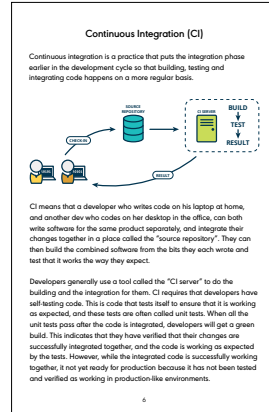 Continuous Integration (CI)
Continuous integration is a practice that puts the integration phase
earlier in the development cycle so that building, testing and
integrating code happens on a more regular basis.
SOURCE
REPOSITORY
CI SERVER
BUILD
TEST
RESULT
CHECK IN
RESULT
CI means that a developer who writes code on his laptop at home,
and another dev who codes on her desktop in the office, can both
write software for the same product separately, and integrate their
changes together in a place called the “source repository”. They can
then build the combined software from the bits they each wrote and
test that it works the way they expect.
Developers generally use a tool called the “CI server” to do the
building and the integration for them. CI requires that developers have
self-testing code. This is code that tests itself to ensure that it is working
as expected, and these tests are often called unit tests. When all the
unit tests pass after the code is integrated, developers will get a green
build. This indicates that they have verified that their changes are
successfully integrated together, and the code is working as expected
by the tests. However, while the integrated code is successfully working
together, it not yet ready for production because it has not been tested
and verified as working in production-like environments.
6